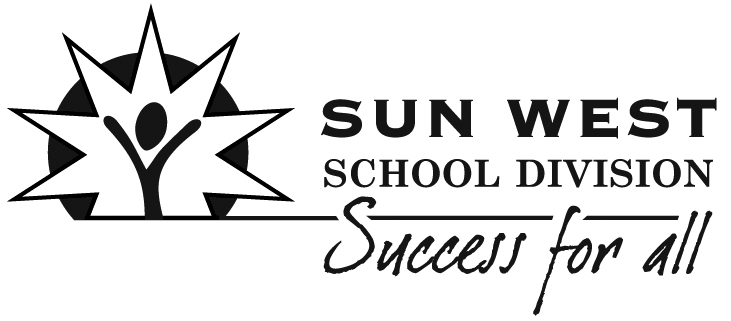 SUN WEST
SCHOOL DIVISION
Success for all